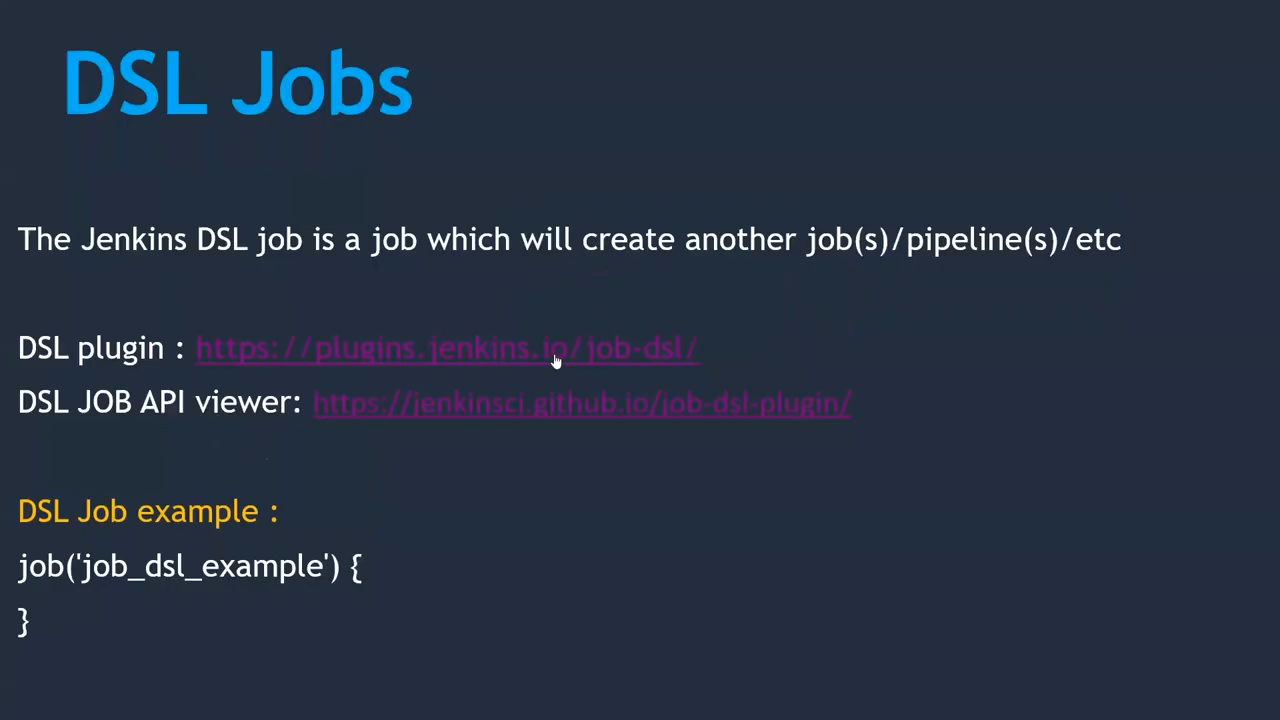 DSL Jobs
The Jenkins DSL job is a job which will create another job(s)/pipeline(s)/etc
DSL plugin : https://plugins.jenkins.io/job-dsl/
DSL JOB API viewer: https://jenkinsci.github.io/job-dsl-plugin/
DSL Job example :
job('job_dsl_example') {
}